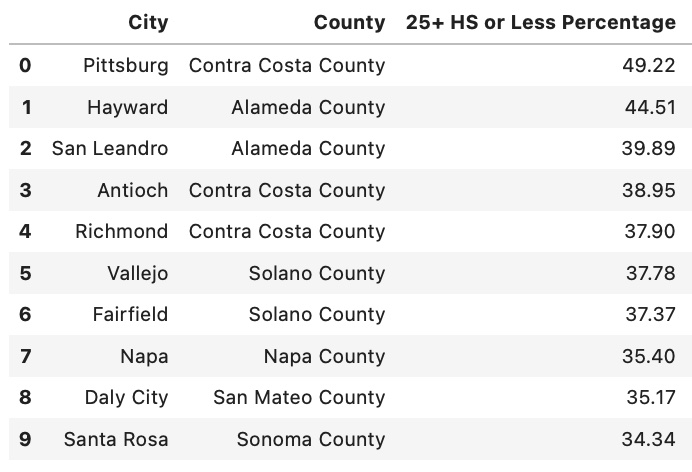 City County 25+ HS or Less Percentage
0 Pittsburg Contra Costa County 49.22
1 Hayward Alameda County 44.51
2 San Leandro Alameda County 39.89
3 Antioch Contra Costa County 38.95
4 Richmond Contra Costa County 37.90
5 Vallejo Solano County 37.78
6 Fairfield Solano County 37.37
7 Napa Napa County 35.40
8 Daly City San Mateo County 35.17
9 Santa Rosa Sonoma County 34.34